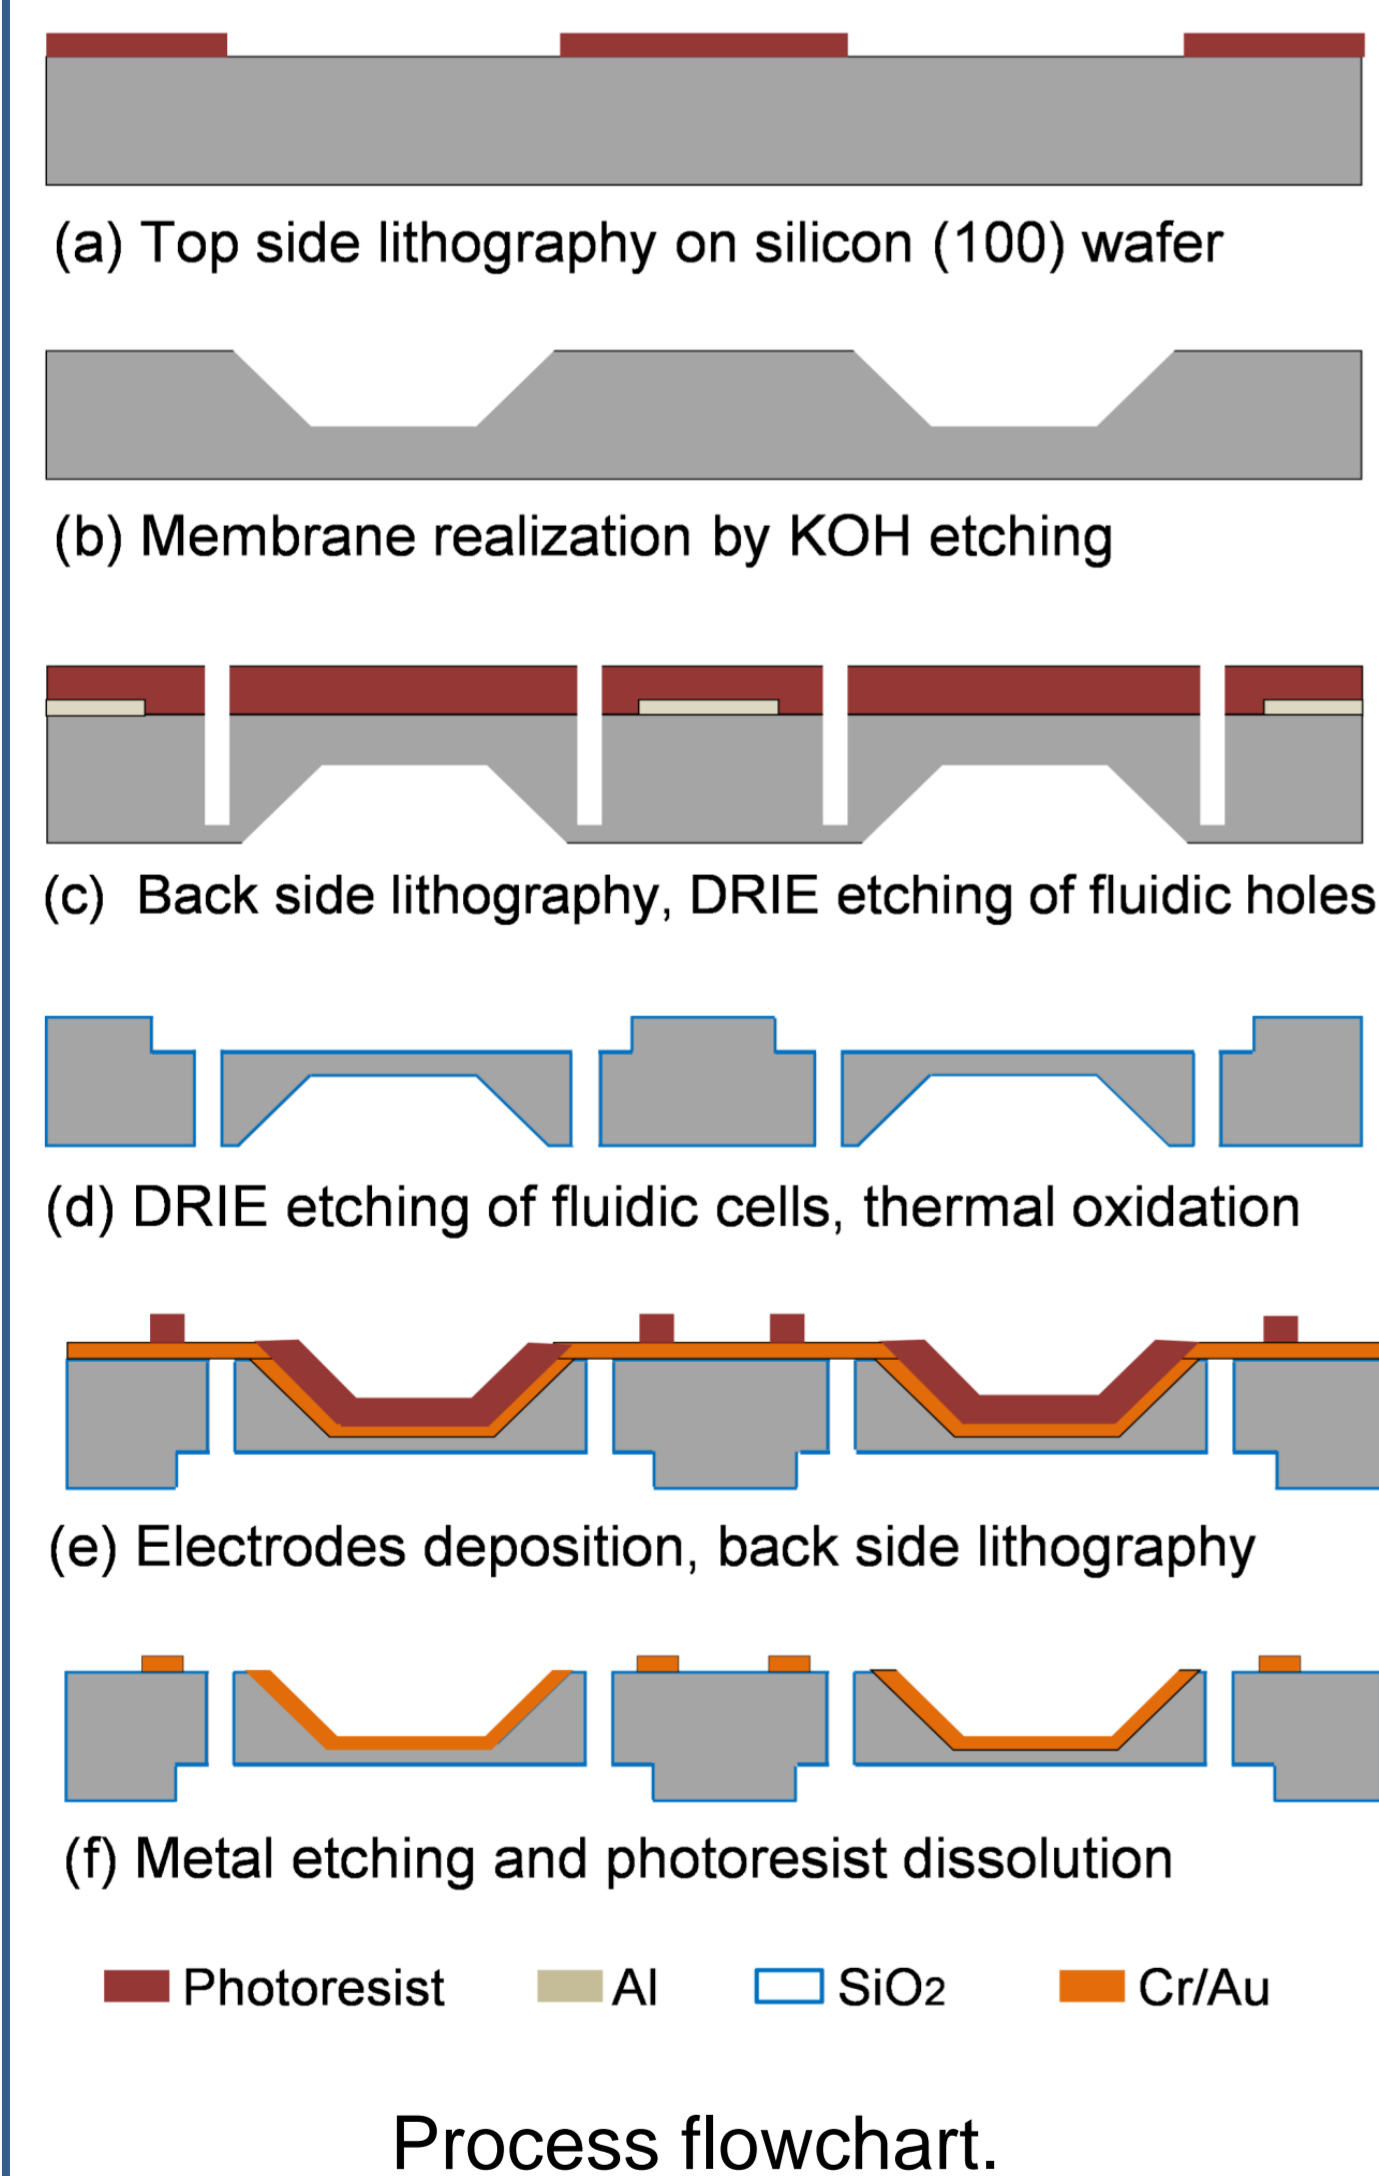 (a) Top side lithography on silicon (100) wafer
(b) Membrane realization by KOH etching
(c) Back side lithography, DRIE etching of fluidic holes
(d) DRIE etching of fluidic cells, thermal oxidation
(e) Electrodes deposition, back side lithography
(f) Metal etching and photoresist dissolution
Photoresist Al SiO2 Cr/Au
Process flowchart.